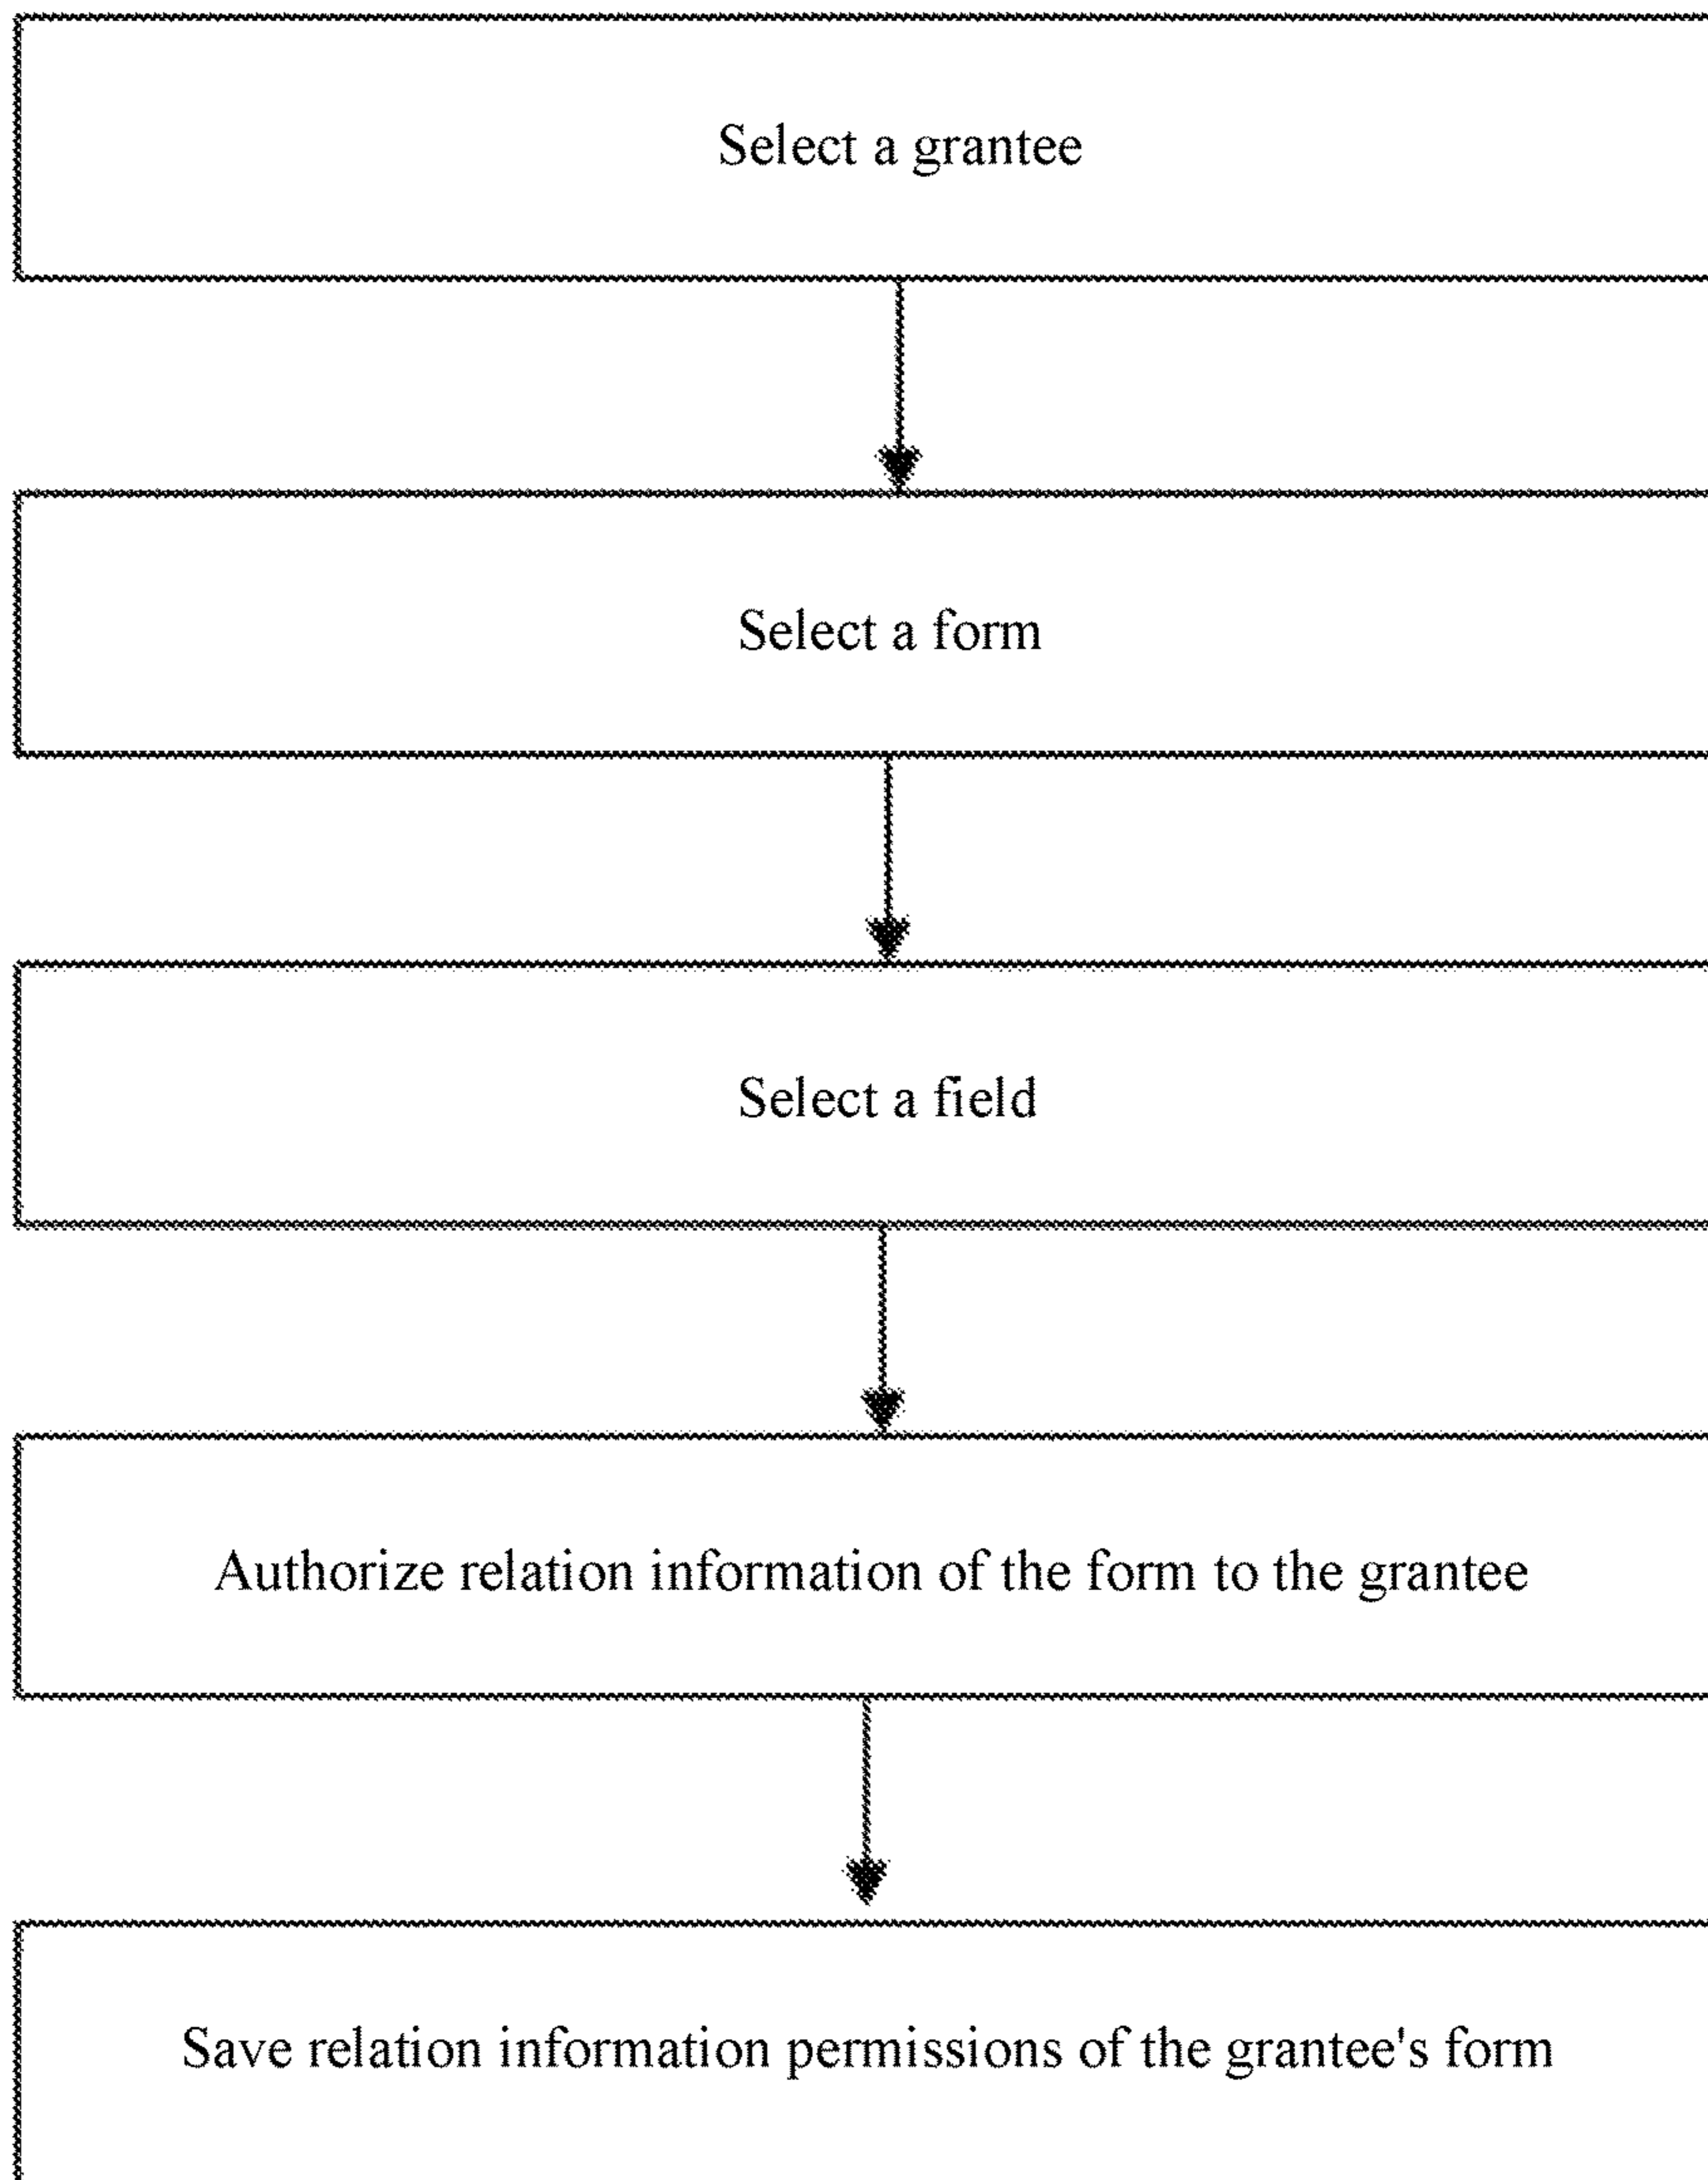 Select a grantee
Select a form
Select a field
Authorize relation information of the form to the grantee
Save relation information permissions of the grantee's form